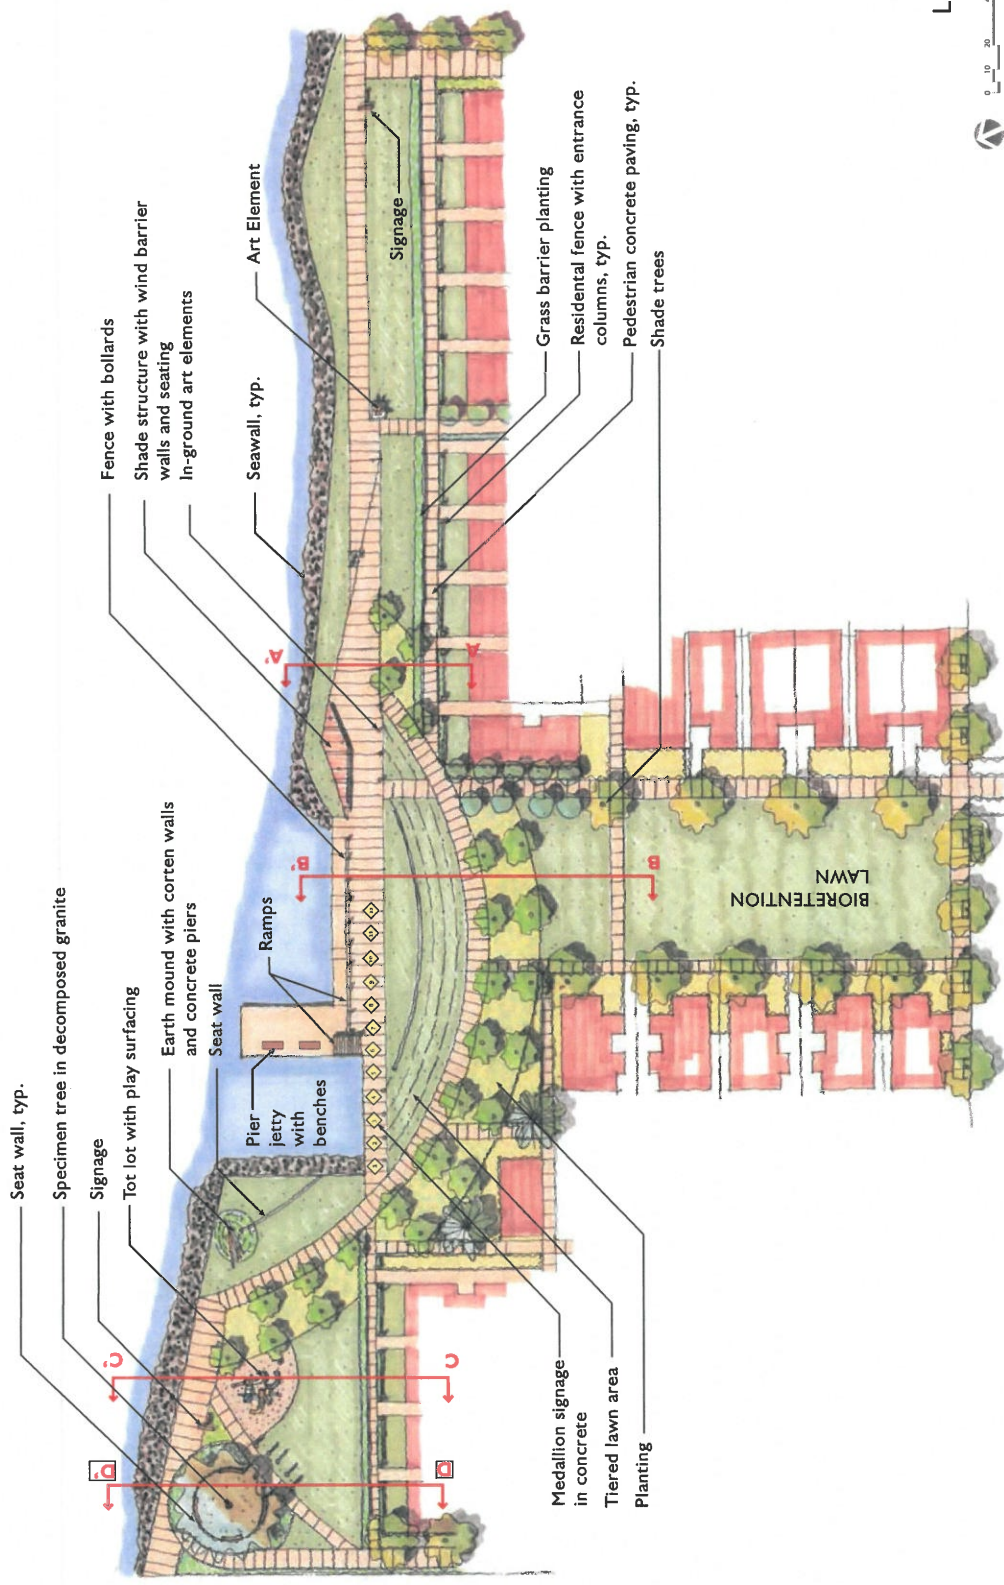 Seat wall, typ.
Specimen tree in decomposed granite
Signage
Tot lot with play surfacing
Earth mound with corten walls
and concrete piers
Seat wall
Pier
jetty
with
benches
Ramps
Fence with bollards
Shade structure with wind barrier
walls and seating
In-ground art elements
Seawall, typ.
Art Element
Signage
D'
C'
B'
A'
D
C
B
A
BIORETENTION
LAWN
Medallion signage
in concrete
Tiered lawn area
Planting
Grass barrier planting
Residental fence with entrance
columns, typ.
Pedestrian concrete paving, typ.
Shade trees
L
0 10 20